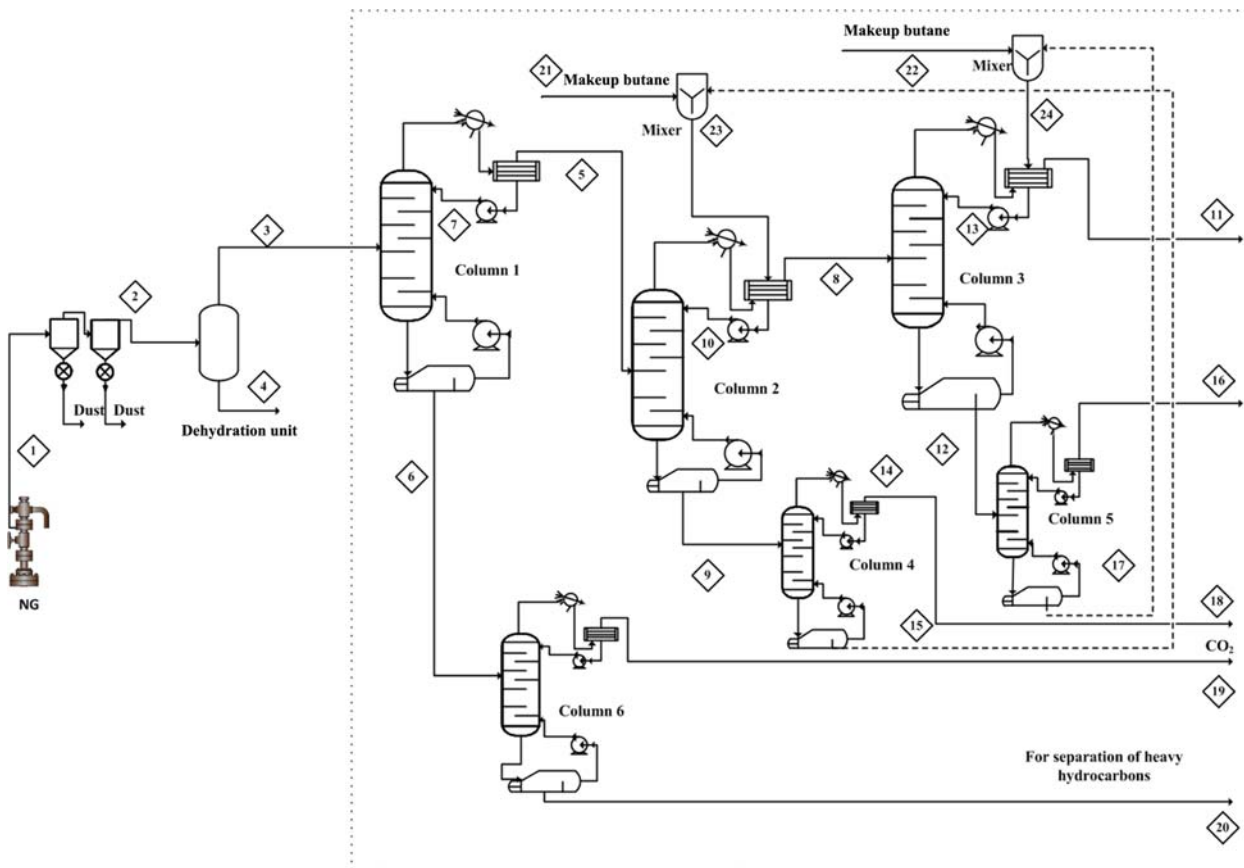 Makeup butane
22
Mixer
21
Makeup butane
Mixer
23
24
5
3
7
13
11
Column 1
8
Column 3
2
10
Column 2
16
4
Dust
Dust
Dehydration unit
1
6
12
14
Column 5
9
Column 4
17
15
18
NG
CO₂
19
Column 6
For separation of heavy
hydrocarbons
20